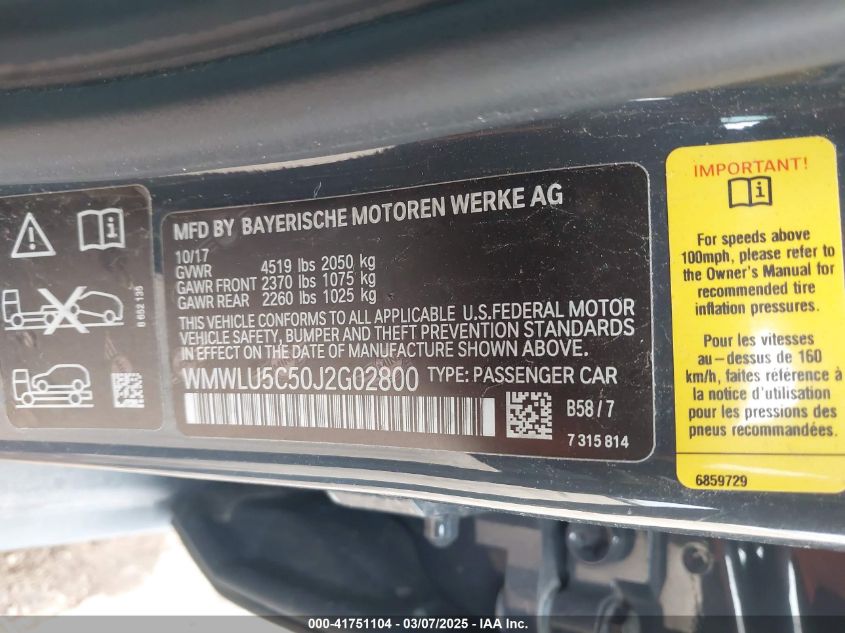 8 652 135
MFD BY BAYERISCHE MOTOREN WERKE AG
10/17
GVWR 4519 lbs 2050 kg
GAWR FRONT 2370 lbs 1075 kg
GAWR REAR 2260 lbs 1025 kg
THIS VEHICLE CONFORMS TO ALL APPLICABLE U.S.FEDERAL MOTOR
VEHICLE SAFETY, BUMPER AND THEFT PREVENTION STANDARDS
IN EFFECT ON THE DATE OF MANUFACTURE SHOWN ABOVE.
WMWLU5C50J2G02800 TYPE: PASSENGER CAR
B58 / 7
7 315 814
IMPORTANT!
For speeds above
100mph, please refer to
the Owner's Manual for
recommended tire
inflation pressures.
Pour les vitesses
au-dessus de 160
km/h, faites référence à
la notice d'utilisation
pour les pressions des
pneus recommandées.
6859729
000-41751104 - 03/07/2025 - IAA Inc.